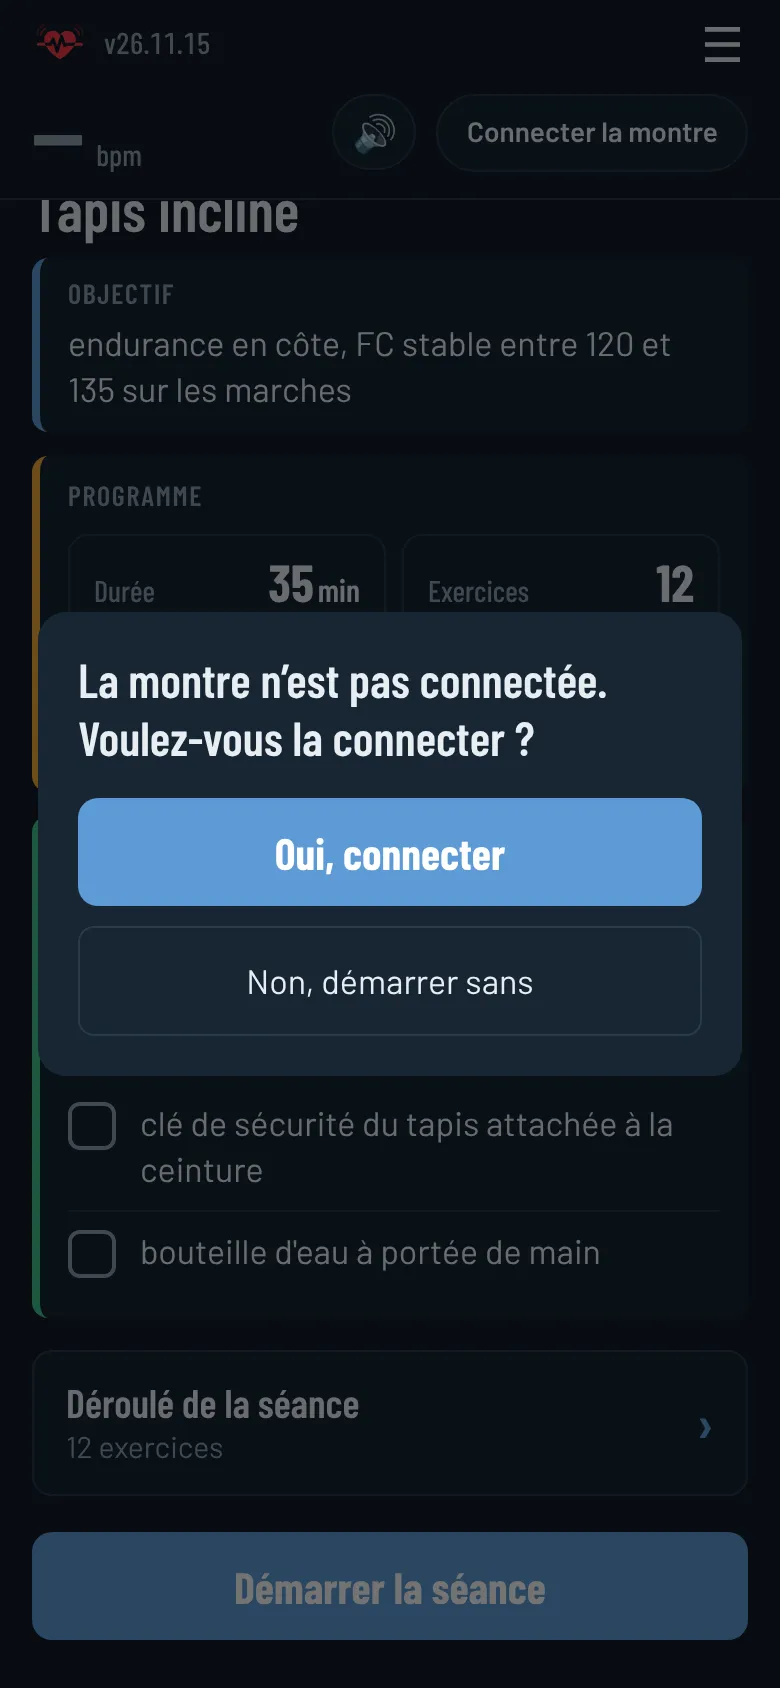 v26.11.15
bpm
Connecter la montre
Tapis incliné
OBJECTIF
endurance en côte, FC stable entre 120 et
135 sur les marches
PROGRAMME
Durée 35 min
Exercices 12
La montre n’est pas connectée.
Voulez-vous la connecter ?
Oui, connecter
Non, démarrer sans
clé de sécurité du tapis attachée à la
ceinture
bouteille d'eau à portée de main
Déroulé de la séance
12 exercices
Démarrer la séance